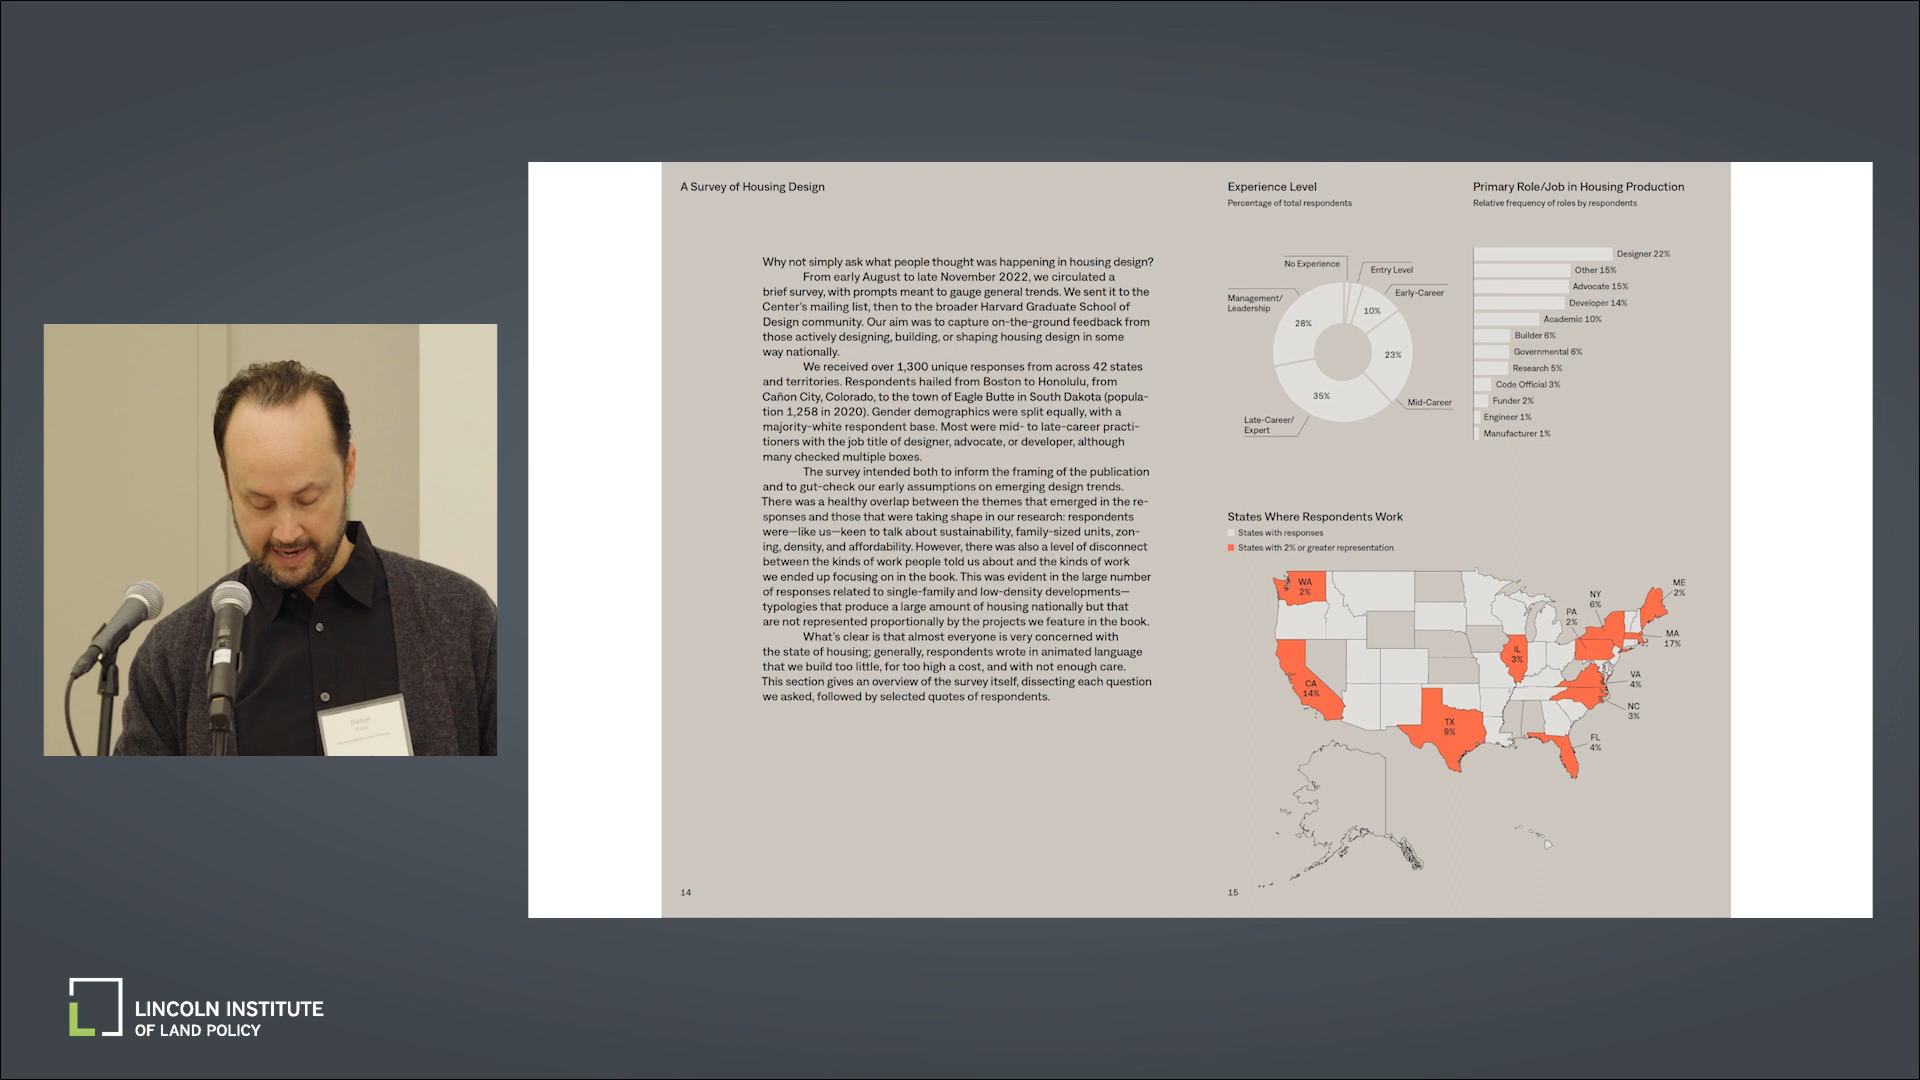 A Survey of Housing Design
Why not simply ask what people thought was happening in housing design?
From early August to late November 2022, we circulated a
brief survey, with prompts meant to gauge general trends. We sent it to the
Center's mailing list, then to the broader Harvard Graduate School of
Design community. Our aim was to capture on-the-ground feedback from
those actively designing, building, or shaping housing design in some
way nationally.
We received over 1,300 unique responses from across 42 states
and territories. Respondents hailed from Boston to Honolulu, from
Cañon City, Colorado, to the town of Eagle Butte in South Dakota (popula-
tion 1,258 in 2020). Gender demographics were split equally, with a
majority-white respondent base. Most were mid- to late-career practi-
tioners with the job title of designer, advocate, or developer, although
many checked multiple boxes.
The survey intended both to inform the framing of the publication
and to gut-check our early assumptions on emerging design trends.
There was a healthy overlap between the themes that emerged in the re-
sponses and those that were taking shape in our research: respondents
were—like us—keen to talk about sustainability, family-sized units, zon-
ing, density, and affordability. However, there was also a level of disconnect
between the kinds of work people told us about and the kinds of work
we ended up focusing on in the book. This was evident in the large number
of responses related to single-family and low-density developments—
typologies that produce a large amount of housing nationally but that
are not represented proportionally by the projects we feature in the book.
What's clear is that almost everyone is very concerned with
the state of housing; generally, respondents wrote in animated language
that we build too little, for too high a cost, and with not enough care.
This section gives an overview of the survey itself, dissecting each question
we asked, followed by selected quotes of respondents.
14
Experience Level
Percentage of total respondents
No Experience
Entry Level
Early-Career
Management/
Leadership
10%
28%
23%
35%
Mid-Career
Late-Career/
Expert
Primary Role/Job in Housing Production
Relative frequency of roles by respondents
Designer 22%
Other 15%
Advocate 15%
Developer 14%
Academic 10%
Builder 6%
Governmental 6%
Research 5%
Code Official 3%
Funder 2%
Engineer 1%
Manufacturer 1%
States Where Respondents Work
States with responses
States with 2% or greater representation
WA
2%
ME
2%
NY
6%
PA
2%
MA
17%
IL
3%
CA
14%
VA
4%
NC
3%
TX
9%
FL
4%
15
Daniel
LINCOLN INSTITUTE
OF LAND POLICY